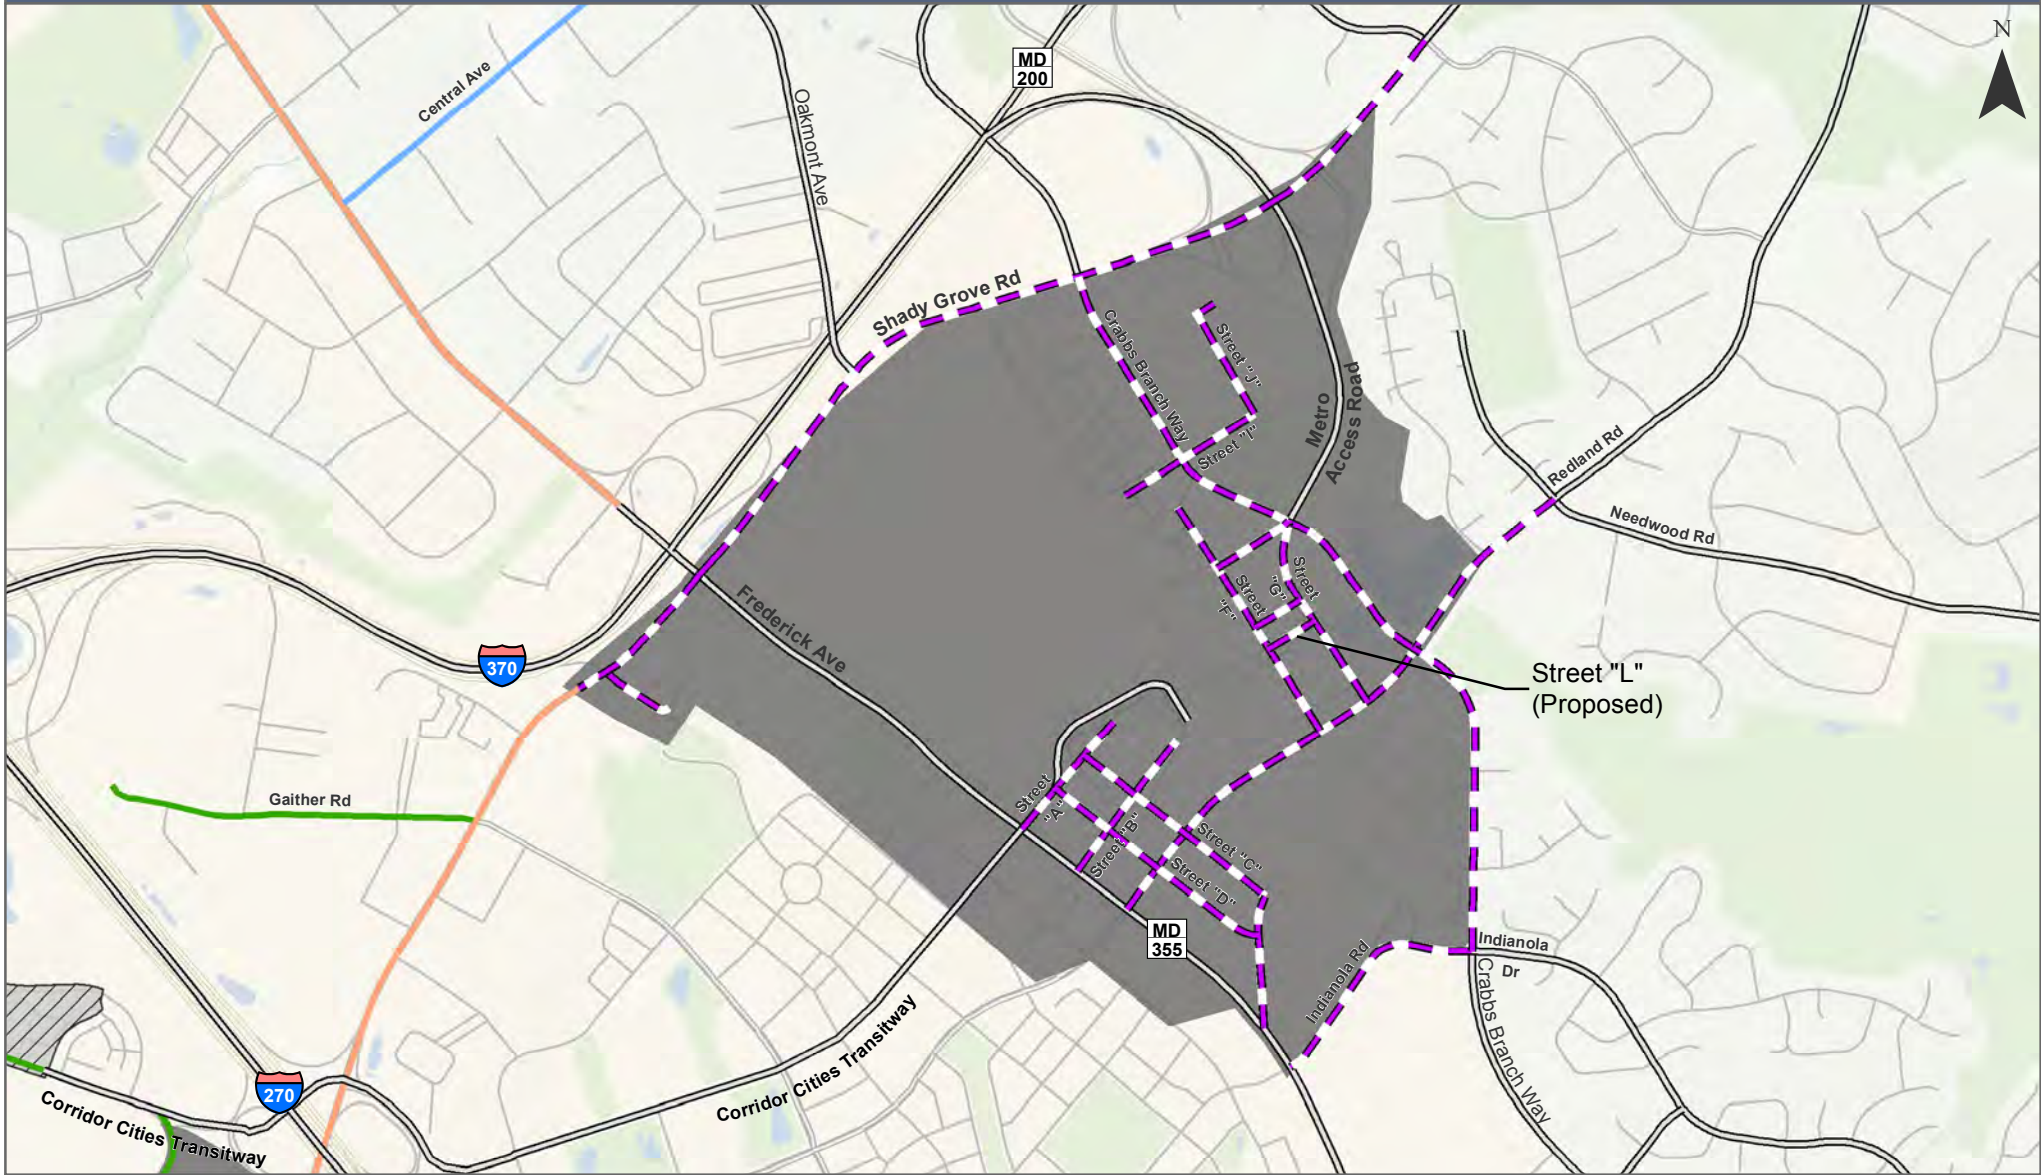 N
MD
200
Central Ave
Oakmont Ave
Shady Grove Rd
Crabbs Branch Way
Street "J"
Street "I"
Metro
Access Road
Redland Rd
Needwood Rd
Frederick Ave
Street
"F"
Street
"G"
370
Street "L"
(Proposed)
Gaither Rd
Street
"A"
Street "B"
Street "C"
Street "D"
MD
355
Indianola Rd
Indianola
Dr
Crabbs Branch Way
270
Corridor Cities Transitway
Corridor Cities Transitway